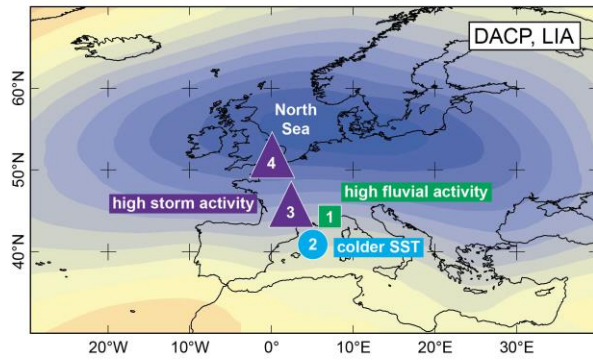 DACP, LIA
60°N
North
Sea
4
50°N
high fluvial activity
high storm activity
3
1
2
colder SST
40°N
20°W
10°W
0°
10°E
20°E
30°E